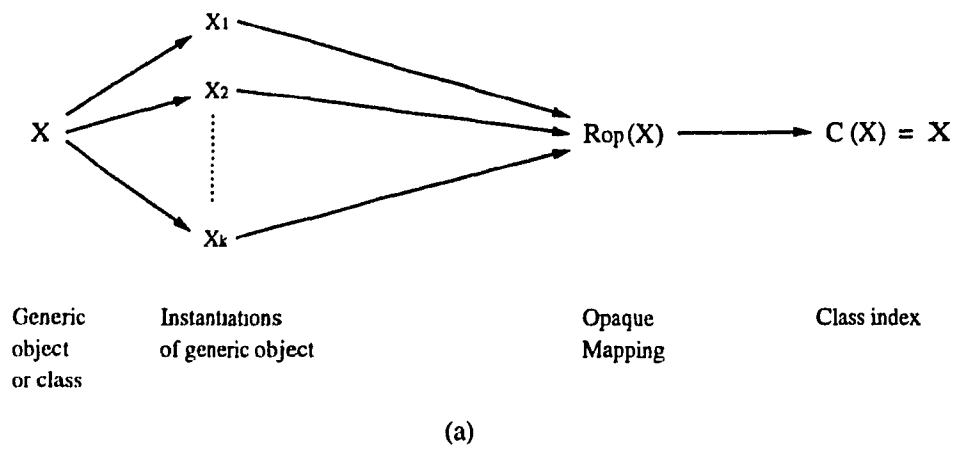 X1
X2
X
Rop(X)
C(X) = X
Xk
Generic
object
or class
Instantiations
of generic object
Opaque
Mapping
Class index
(a)